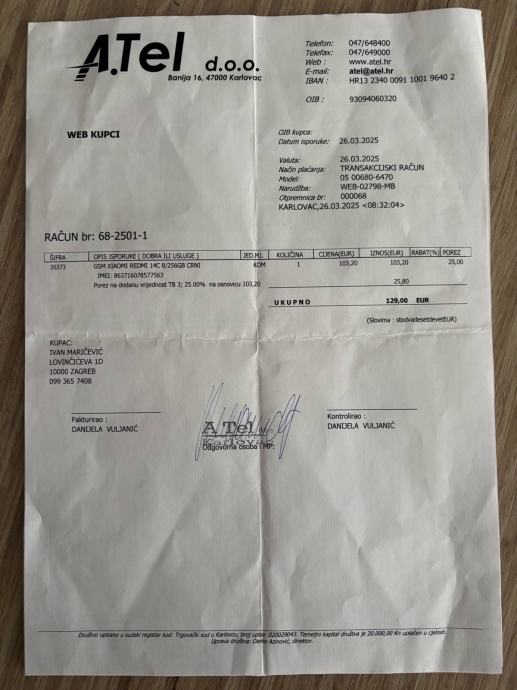 A.Tel d.o.o.
Banija 16, 47000 Karlovac
Telefon: 047/648400
Telefax: 047/649000
Web : www.atel.hr
E-mail: atel@atel.hr
IBAN : HR13 2340 0091 1001 9640 2
OIB : 93094060320
WEB KUPCI
OIB kupca:
Datum isporuke: 26.03.2025
Valuta: 26.03.2025
Način plaćanja: TRANSAKCIJSKI RAČUN
Model: 05 00680-6470
Narudžba: WEB-02798-MB
Otpremnica br: 000068
KARLOVAC,26.03.2025 <08:32:04>
RAČUN br: 68-2501-1
ŠIFRA OPIS ISPORUKE ( DOBRA ILI USLUGE ) JED.MJ. KOLIČINA CIJENA(EUR) IZNOS(EUR) RABAT(%) POREZ
30373 GSM XIAOMI REDMI 14C 8/256GB CRNI KOM 1 103,20 103,20 25,00
IMEI: 863716078577563
Porez na dodanu vrijednost TB 3; 25.00% na osnovicu 103,20 25,80
UKUPNO 129,00 EUR
(Slovima : stodvadesetdevetEUR)
KUPAC:
IVAN MARIČEVIĆ
LOVINČIĆEVA 1D
10000 ZAGREB
099 365 7408
Fakturirao :
DANIJELA VULJANIĆ
A.Tel d.o.o.
Karlovac
Odgovorna osoba i MP:
Kontrolirao :
DANIJELA VULJANIĆ
Društvo upisano u sudski registar kod: Trgovački sud u Karlovcu, broj upisa: 020029043. Temeljni kapital društva je 20.000,00 Kn uplaćen u cijelosti.
Uprava društva: Darko Azinović, direktor.